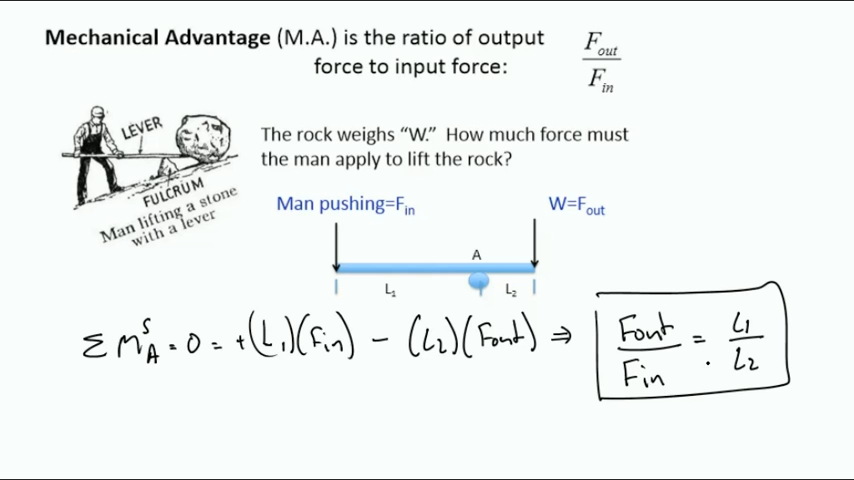 Mechanical Advantage (M.A.) is the ratio of output
force to input force:
F_out
F_in
LEVER
FULCRUM
Man lifting a stone
with a lever
The rock weighs "W." How much force must
the man apply to lift the rock?
Man pushing=F_in
W=F_out
A
L₁
L₂
Σ M_A^S = 0 = +(L₁)(Fin) − (L₂)(Fout) ⇒
Fout / Fin = L₁ / L₂